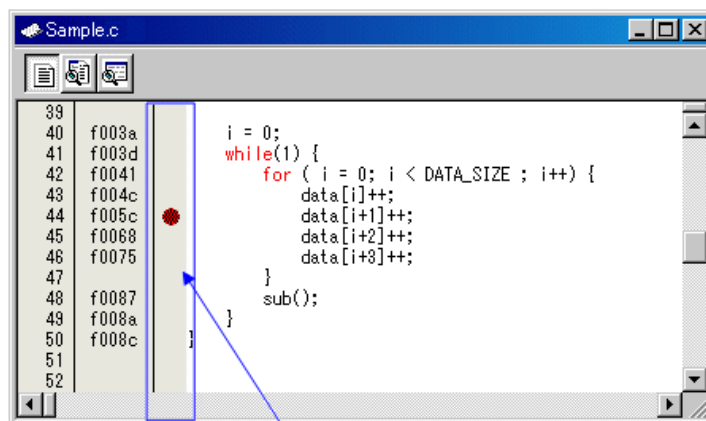 Sample.c
39
40 f003a i = 0;
41 f003d while(1) {
42 f0041 for ( i = 0; i < DATA_SIZE ; i++) {
43 f004c data[i]++;
44 f005c data[i+1]++;
45 f0068 data[i+2]++;
46 f0075 data[i+3]++;
47 }
48 f0087 sub();
49 f008a }
50 f008c }
51
52